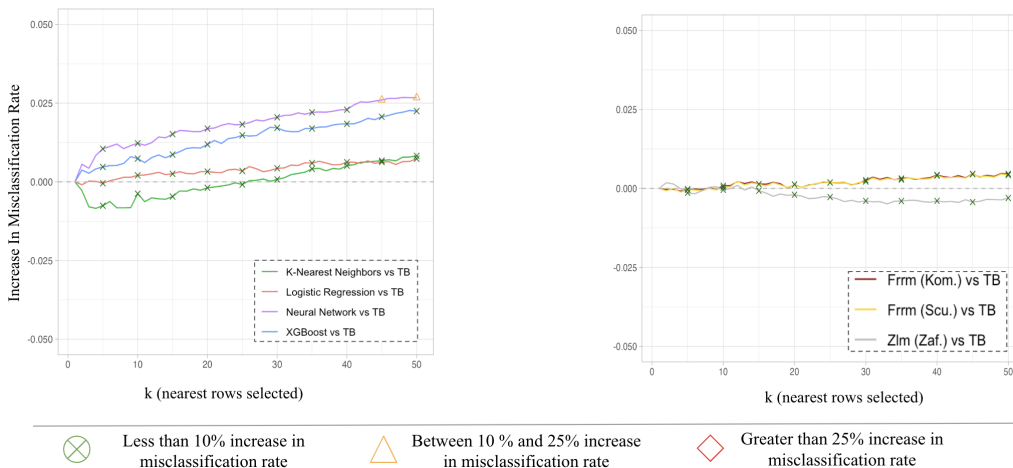 0.050
0.025
0.000
-0.025
-0.050
Increase In Misclassification Rate
K-Nearest Neighbors vs TB
Logistic Regression vs TB
Neural Network vs TB
XGBoost vs TB
0 10 20 30 40 50
k (nearest rows selected)
0.050
0.025
0.000
-0.025
-0.050
Frrm (Kom.) vs TB
Frrm (Scu.) vs TB
Zlm (Zaf.) vs TB
0 10 20 30 40 50
k (nearest rows selected)
Less than 10% increase in
misclassification rate
Between 10 % and 25% increase
in misclassification rate
Greater than 25% increase in
misclassification rate